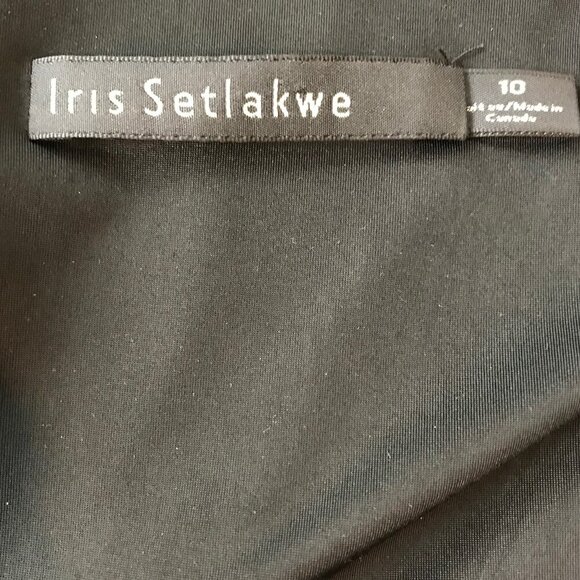 Iris Setlakwe
10
/Made in
Canada